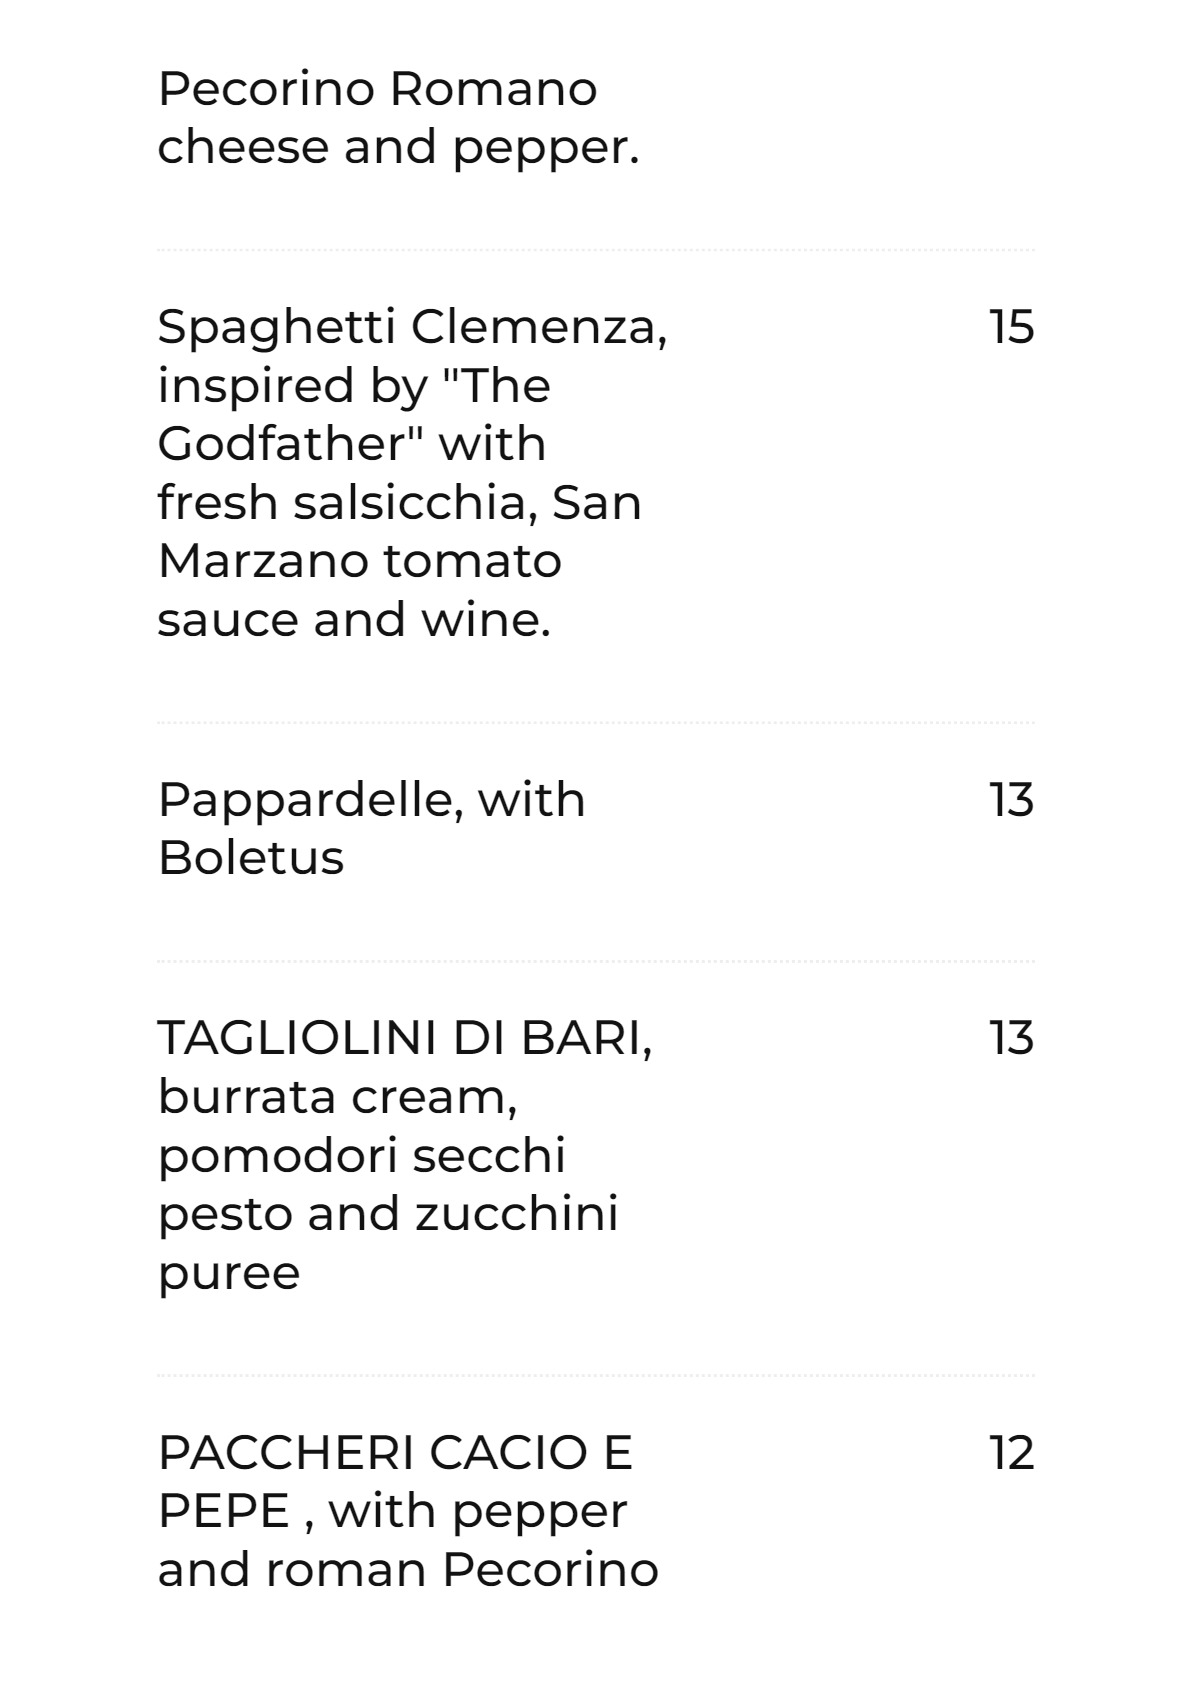 Pecorino Romano
cheese and pepper.
Spaghetti Clemenza, 15
inspired by "The
Godfather" with
fresh salsicchia, San
Marzano tomato
sauce and wine.
Pappardelle, with 13
Boletus
TAGLIOLINI DI BARI, 13
burrata cream,
pomodori secchi
pesto and zucchini
puree
PACCHERI CACIO E 12
PEPE , with pepper
and roman Pecorino